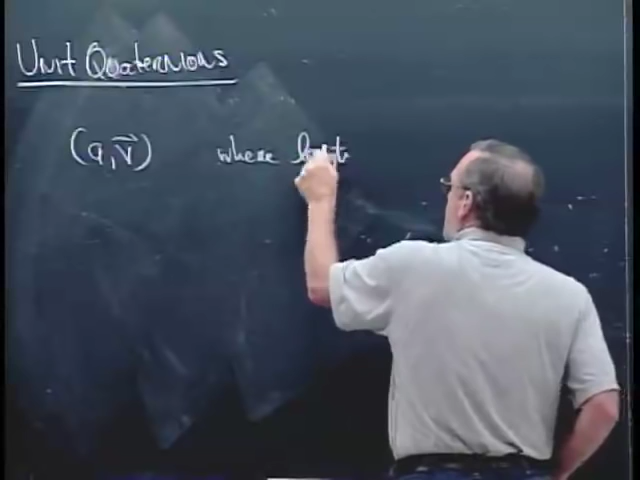 Unit Quaternions
(q, v⃗) where